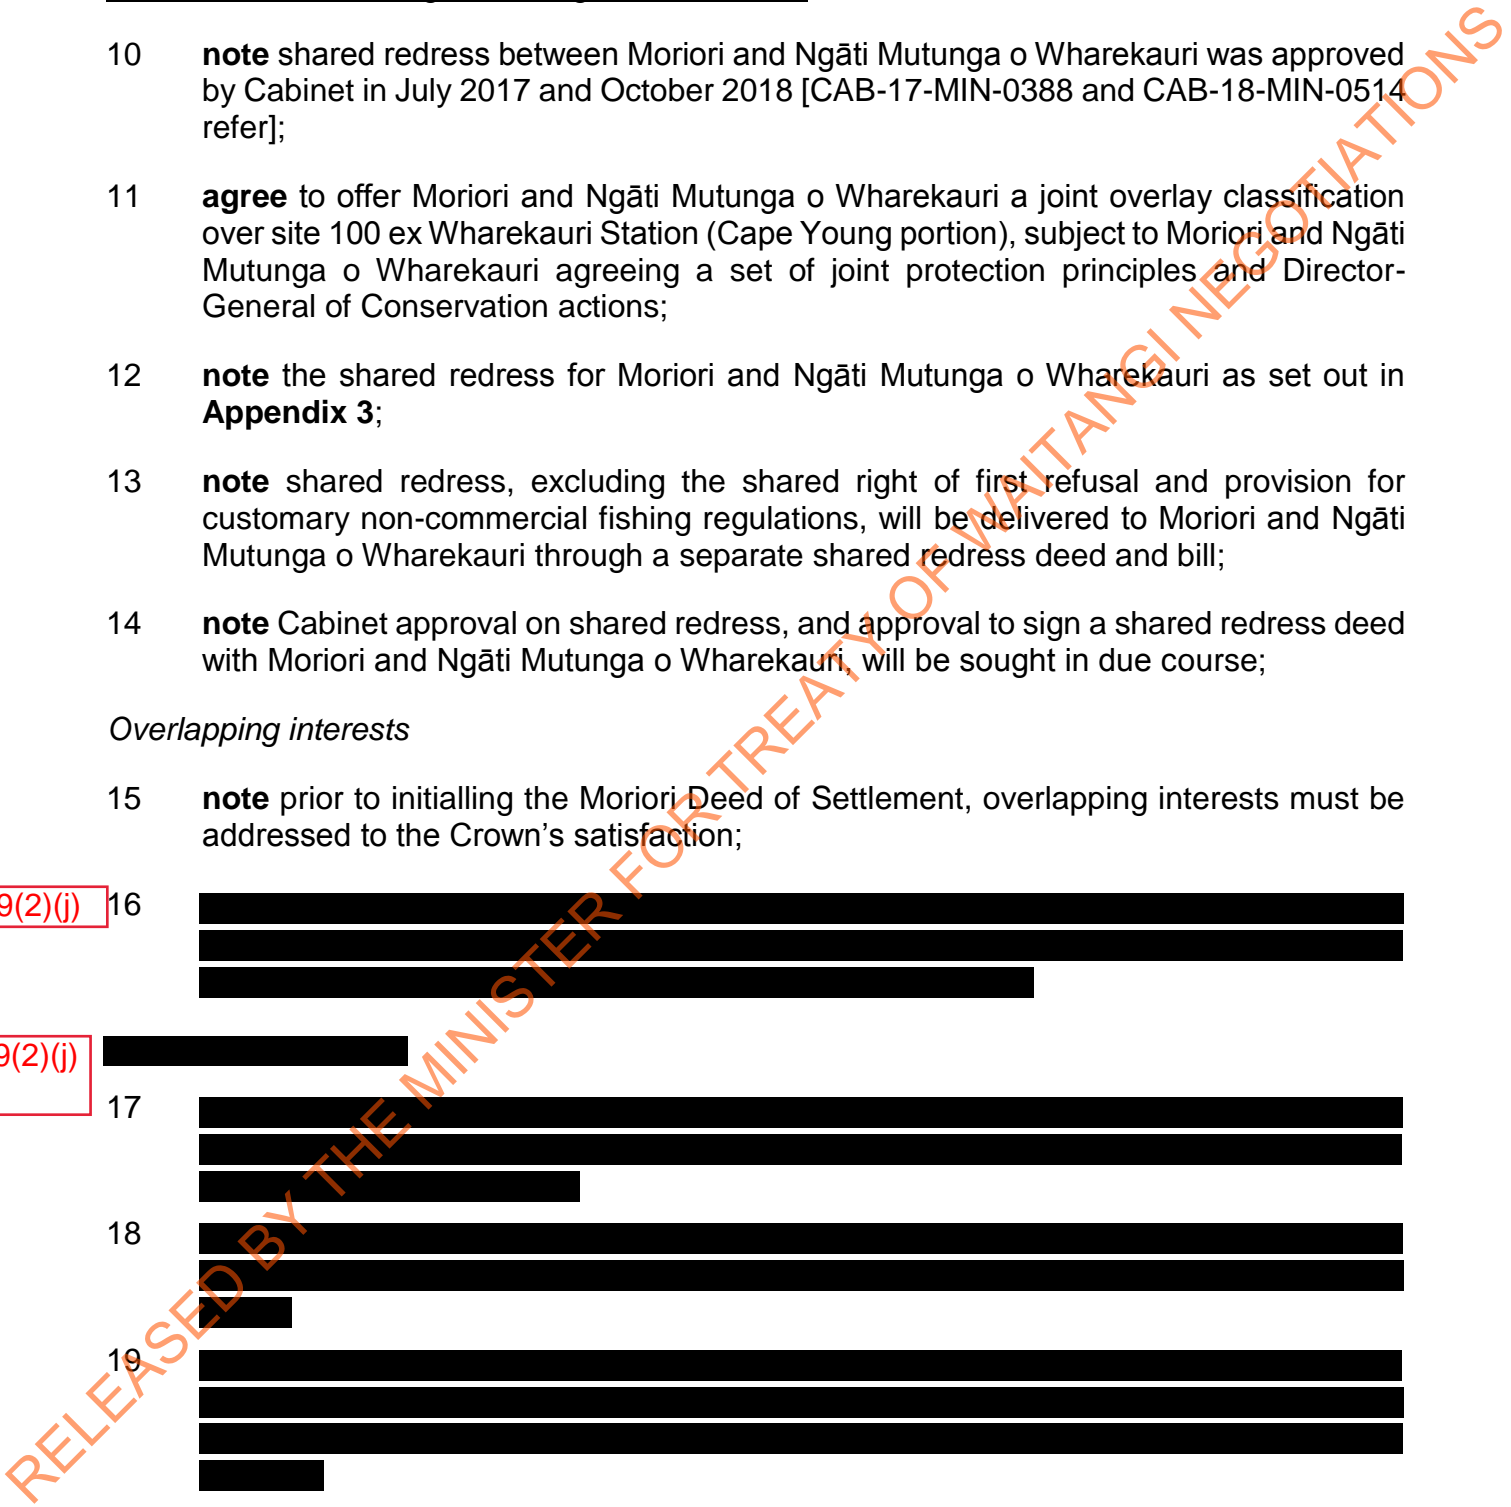 10 note shared redress between Moriori and Ngāti Mutunga o Wharekauri was approved
by Cabinet in July 2017 and October 2018 [CAB-17-MIN-0388 and CAB-18-MIN-0514
refer];
11 agree to offer Moriori and Ngāti Mutunga o Wharekauri a joint overlay classification
over site 100 ex Wharekauri Station (Cape Young portion), subject to Moriori and Ngāti
Mutunga o Wharekauri agreeing a set of joint protection principles and Director-
General of Conservation actions;
12 note the shared redress for Moriori and Ngāti Mutunga o Wharekauri as set out in
Appendix 3;
13 note shared redress, excluding the shared right of first refusal and provision for
customary non-commercial fishing regulations, will be delivered to Moriori and Ngāti
Mutunga o Wharekauri through a separate shared redress deed and bill;
14 note Cabinet approval on shared redress, and approval to sign a shared redress deed
with Moriori and Ngāti Mutunga o Wharekauri, will be sought in due course;
Overlapping interests
15 note prior to initialling the Moriori Deed of Settlement, overlapping interests must be
addressed to the Crown's satisfaction;
9(2)(j) 16
9(2)(j)
17
18
19
RELEASED BY THE MINISTER FOR TREATY OF WAITANGI NEGOTIATIONS